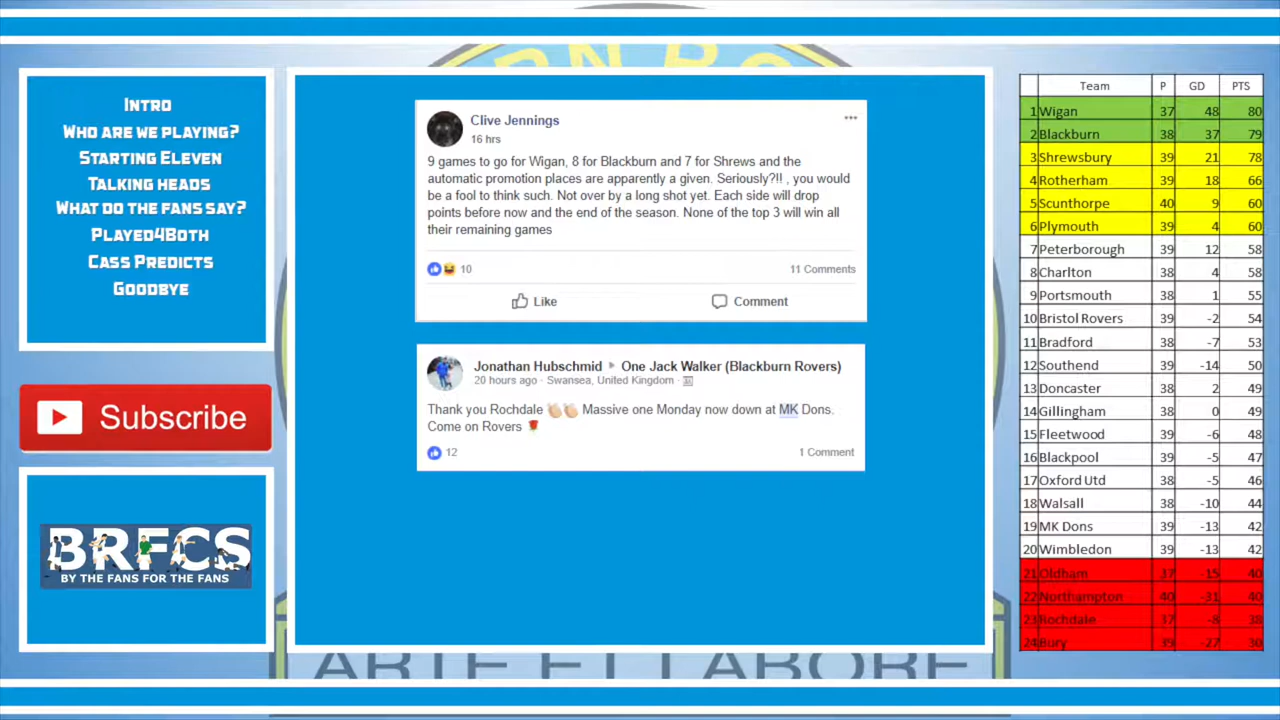 RN RO
INTRO
WHO ARE WE PLAYING?
STARTING ELEVEN
TALKING HEADS
WHAT DO THE FANS SAY?
PLAYED4BOTH
CASS PREDICTS
GOODBYE
Subscribe
BRFCS
BY THE FANS FOR THE FANS
Clive Jennings
16 hrs
9 games to go for Wigan, 8 for Blackburn and 7 for Shrews and the
automatic promotion places are apparently a given. Seriously?!! , you would
be a fool to think such. Not over by a long shot yet. Each side will drop
points before now and the end of the season. None of the top 3 will win all
their remaining games
10 11 Comments
Like Comment
Jonathan Hubschmid ▶ One Jack Walker (Blackburn Rovers)
20 hours ago · Swansea, United Kingdom ·
Thank you Rochdale 👏🏻👏🏻 Massive one Monday now down at MK Dons.
Come on Rovers 🌹
12 1 Comment
Team P GD PTS
1 Wigan 37 48 80
2 Blackburn 38 37 79
3 Shrewsbury 39 21 78
4 Rotherham 39 18 66
5 Scunthorpe 40 9 60
6 Plymouth 39 4 60
7 Peterborough 39 12 58
8 Charlton 38 4 58
9 Portsmouth 38 1 55
10 Bristol Rovers 39 -2 54
11 Bradford 38 -7 53
12 Southend 39 -14 50
13 Doncaster 38 2 49
14 Gillingham 38 0 49
15 Fleetwood 39 -6 48
16 Blackpool 39 -5 47
17 Oxford Utd 38 -5 46
18 Walsall 38 -10 44
19 MK Dons 39 -13 42
20 Wimbledon 39 -13 42
21 Oldham 37 -15 40
22 Northampton 40 -31 40
23 Rochdale 37 -8 38
24 Bury 39 -27 30
ARTE ET LABORE